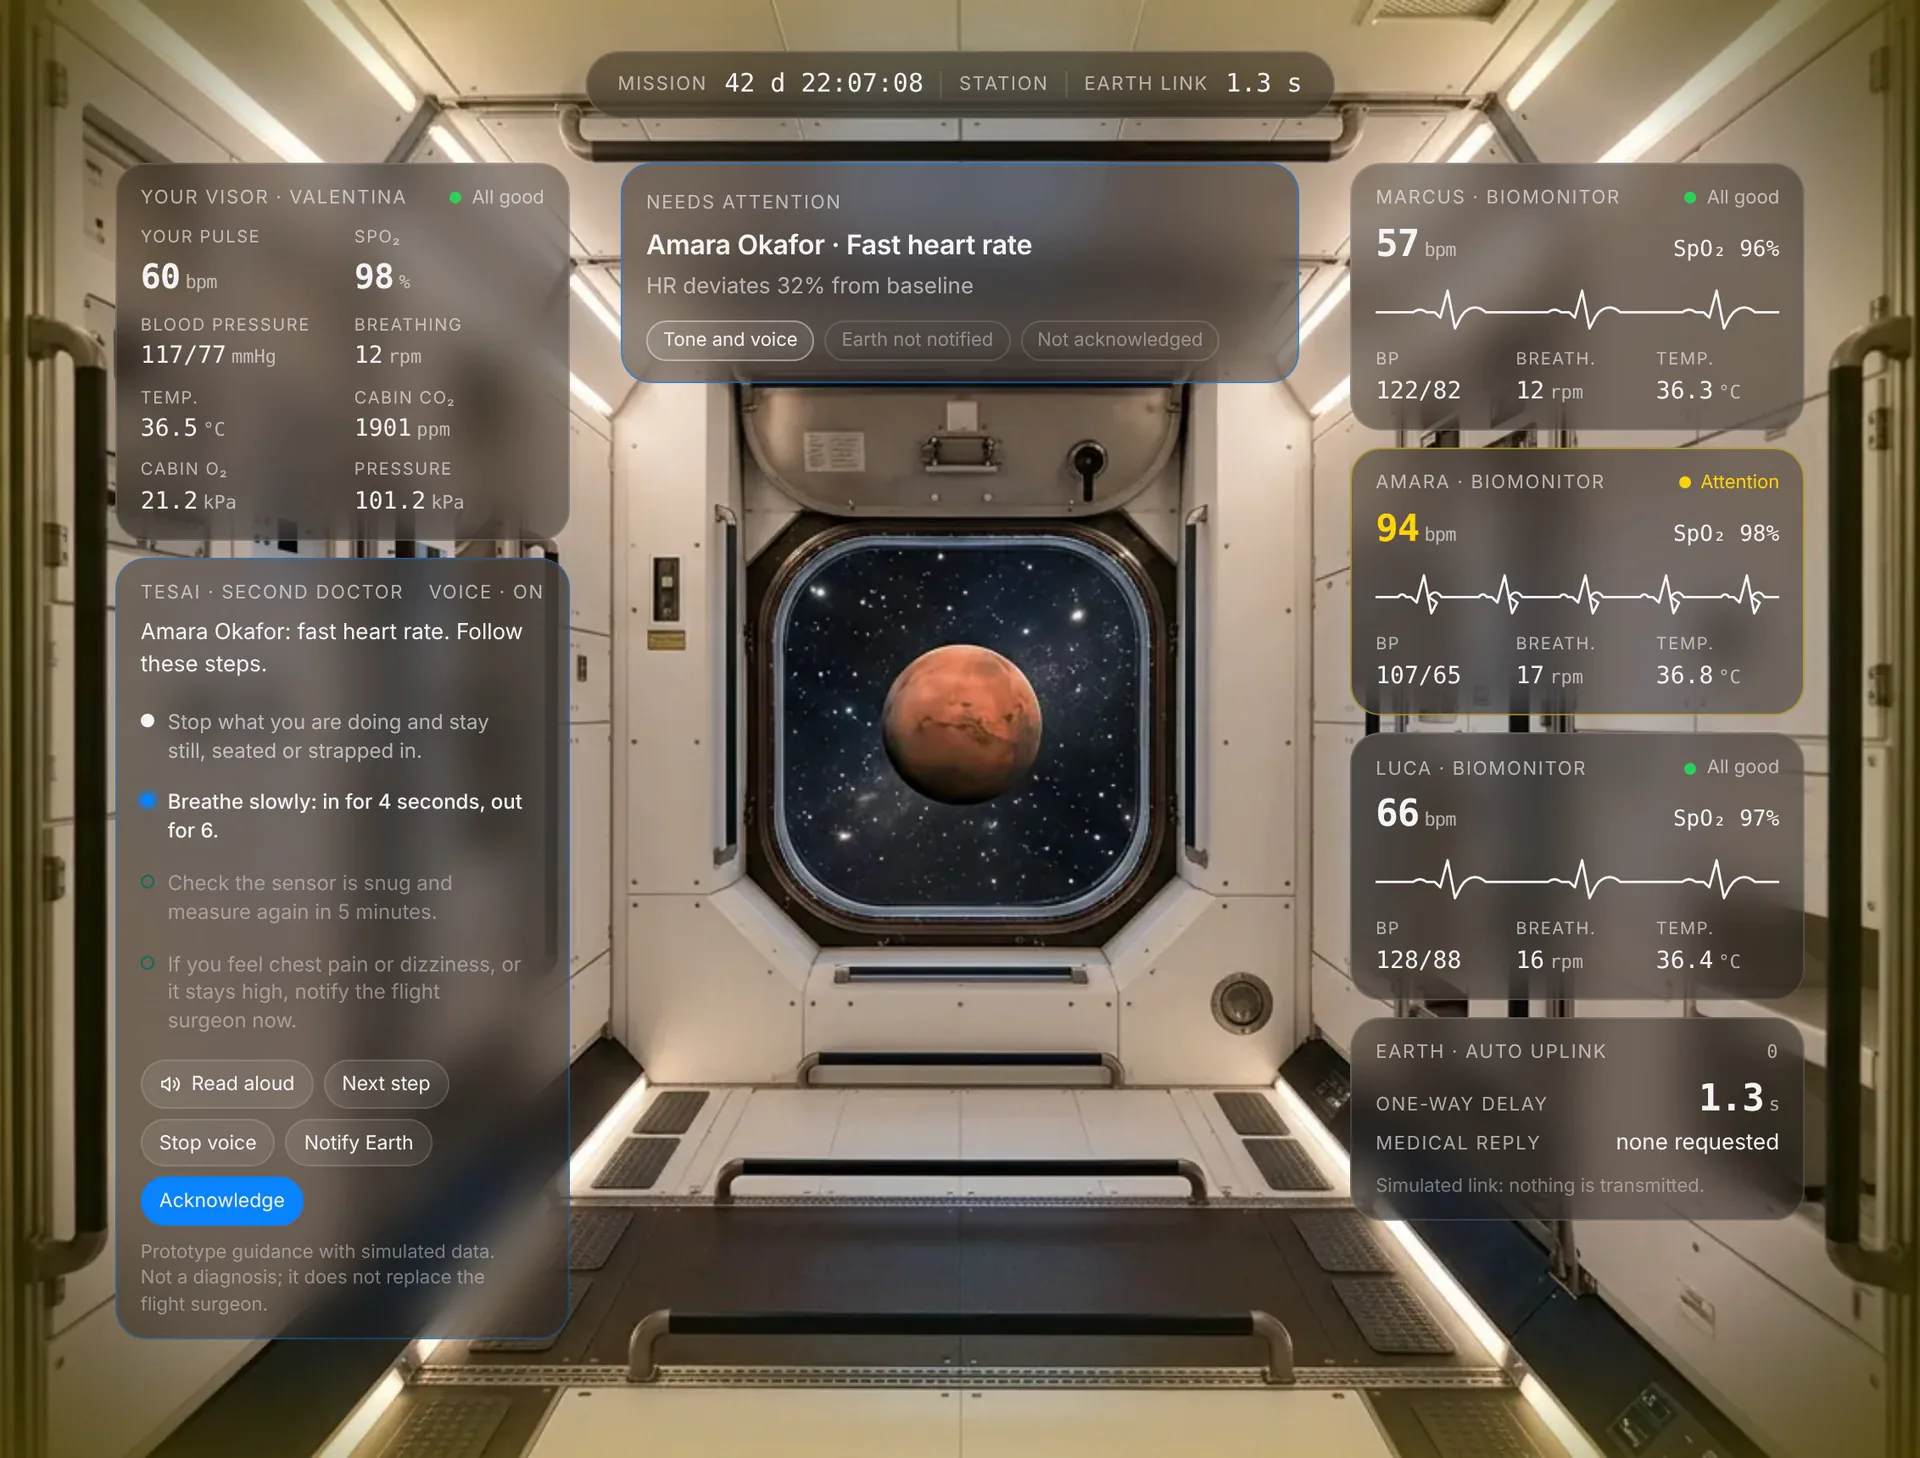 MISSION 42 d 22:07:08 STATION EARTH LINK 1.3 s
YOUR VISOR · VALENTINA All good
YOUR PULSE SPO₂
60 bpm 98 %
BLOOD PRESSURE BREATHING
117/77 mmHg 12 rpm
TEMP. CABIN CO₂
36.5 °C 1901 ppm
CABIN O₂ PRESSURE
21.2 kPa 101.2 kPa
TESAI · SECOND DOCTOR VOICE · ON
Amara Okafor: fast heart rate. Follow
these steps.
Stop what you are doing and stay
still, seated or strapped in.
Breathe slowly: in for 4 seconds, out
for 6.
Check the sensor is snug and
measure again in 5 minutes.
If you feel chest pain or dizziness, or
it stays high, notify the flight
surgeon now.
Read aloud Next step
Stop voice Notify Earth
Acknowledge
Prototype guidance with simulated data.
Not a diagnosis; it does not replace the
flight surgeon.
NEEDS ATTENTION
Amara Okafor · Fast heart rate
HR deviates 32% from baseline
Tone and voice Earth not notified Not acknowledged
MARCUS · BIOMONITOR All good
57 bpm SpO₂ 96%
BP BREATH. TEMP.
122/82 12 rpm 36.3 °C
AMARA · BIOMONITOR Attention
94 bpm SpO₂ 98%
BP BREATH. TEMP.
107/65 17 rpm 36.8 °C
LUCA · BIOMONITOR All good
66 bpm SpO₂ 97%
BP BREATH. TEMP.
128/88 16 rpm 36.4 °C
EARTH · AUTO UPLINK 0
ONE-WAY DELAY 1.3 s
MEDICAL REPLY none requested
Simulated link: nothing is transmitted.